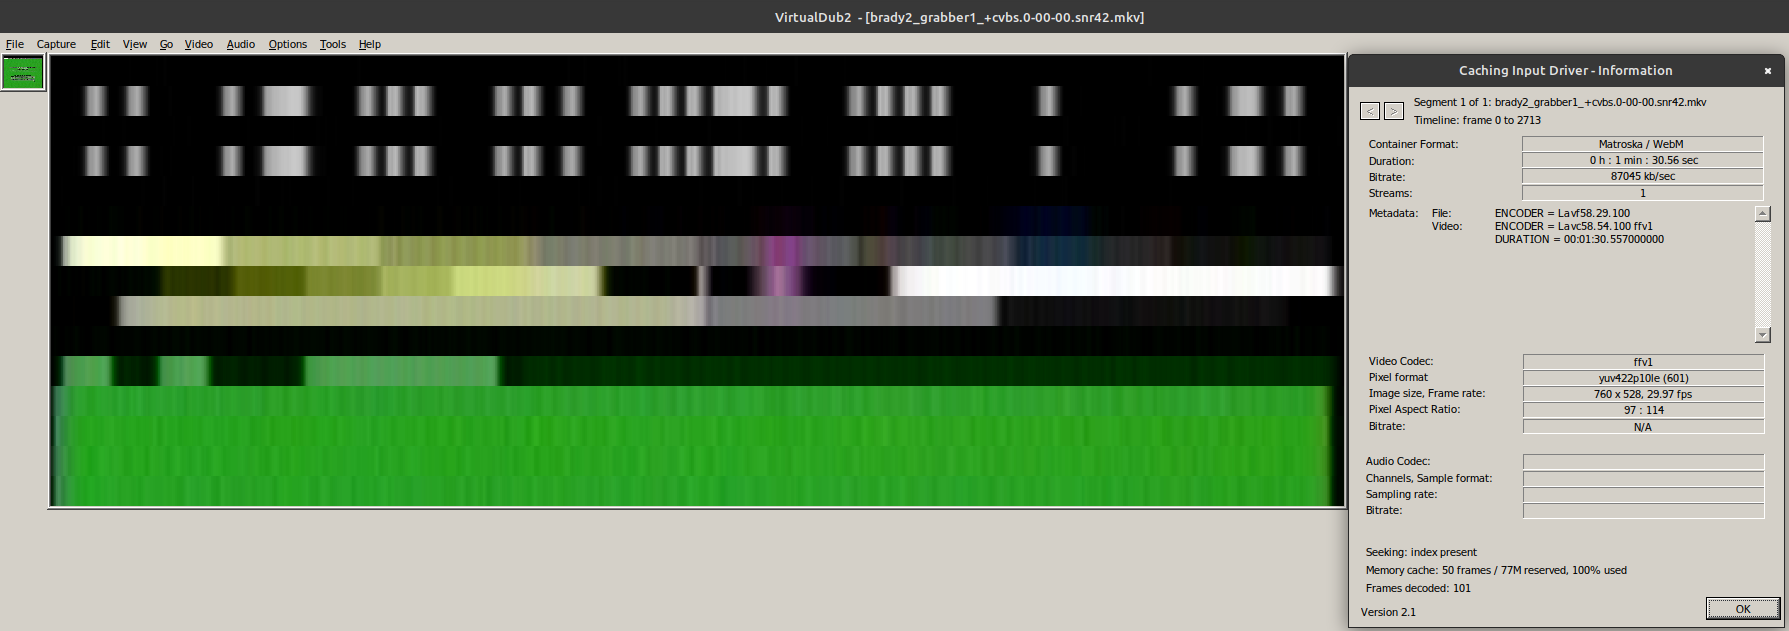 VirtualDub2 - [brady2_grabber1_+cvbs.0-00-00.snr42.mkv]
File Capture Edit View Go Video Audio Options Tools Help
Caching Input Driver - Information
×
< >
Segment 1 of 1: brady2_grabber1_+cvbs.0-00-00.snr42.mkv
Timeline: frame 0 to 2713
Container Format: Matroska / WebM
Duration: 0 h : 1 min : 30.56 sec
Bitrate: 87045 kb/sec
Streams: 1
Metadata: File: ENCODER = Lavf58.29.100
Video: ENCODER = Lavc58.54.100 ffv1
DURATION = 00:01:30.557000000
Video Codec: ffv1
Pixel format yuv422p10le (601)
Image size, Frame rate: 760 x 528, 29.97 fps
Pixel Aspect Ratio: 97 : 114
Bitrate: N/A
Audio Codec:
Channels, Sample format:
Sampling rate:
Bitrate:
Seeking: index present
Memory cache: 50 frames / 77M reserved, 100% used
Frames decoded: 101
Version 2.1
OK